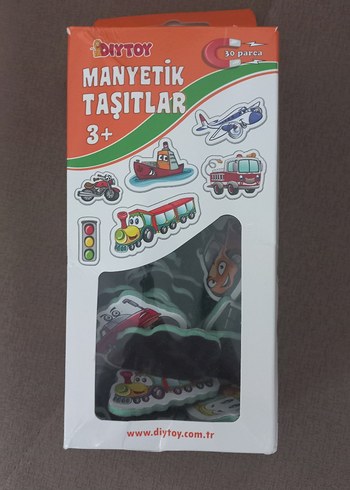 DIYTOY
30 parça
MANYETİK
TAŞITLAR
3+
www.diytoy.com.tr